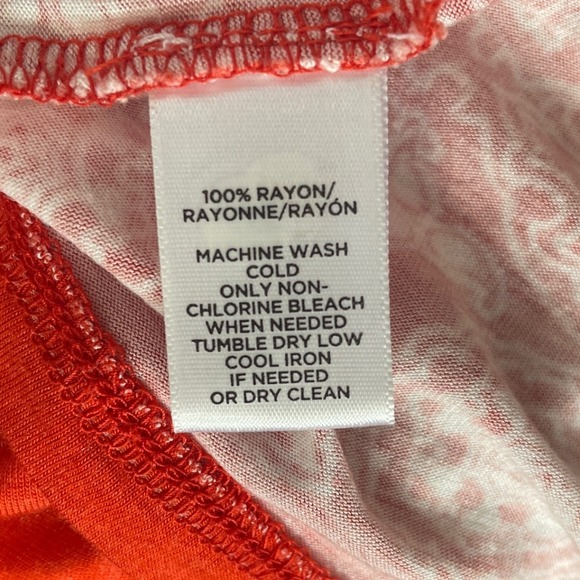 100% RAYON/
RAYONNE/RAYÓN
MACHINE WASH
COLD
ONLY NON-
CHLORINE BLEACH
WHEN NEEDED
TUMBLE DRY LOW
COOL IRON
IF NEEDED
OR DRY CLEAN